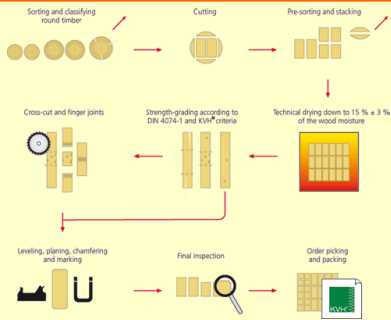 Sorting and classifying
round timber
Cutting
Pre-sorting and stacking
Cross-cut and finger joints
Strength-grading according to
DIN 4074-1 and KVH® criteria
Technical drying down to 15 % ± 3 %
of the wood moisture
Leveling, planing, chamfering
and marking
Final inspection
Order picking
and packing
KVH